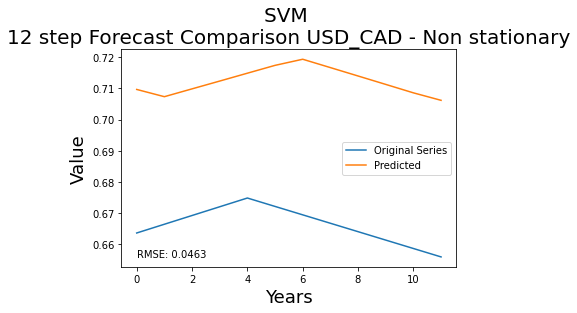 SVM
12 step Forecast Comparison USD_CAD - Non stationary
0.72
0.71
0.70
0.69
0.68
0.67
0.66
Value
Original Series
Predicted
RMSE: 0.0463
0 2 4 6 8 10
Years